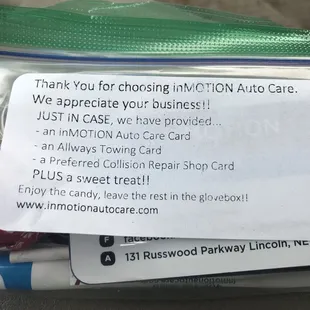 Thank You for choosing inMOTION Auto Care.
We appreciate your business!!
JUST IN CASE, we have provided...
- an inMOTION Auto Care Card
- an Allways Towing Card
- a Preferred Collision Repair Shop Card
PLUS a sweet treat!!
Enjoy the candy, leave the rest in the glovebox!!
www.inmotionautocare.com
F
A 131 Russwood Parkway Lincoln, NE